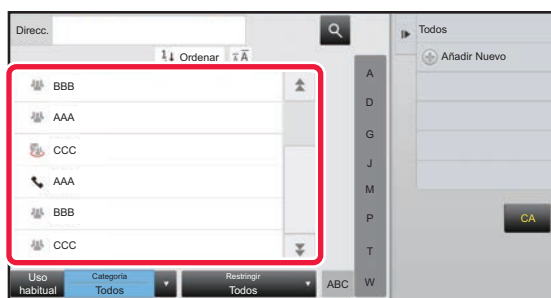 Direcc.
Ordenar
BBB
AAA
CCC
AAA
BBB
CCC
A
D
G
J
M
P
T
W
Uso
habitual
Categoría
Todos
Restringir
Todos
ABC
Todos
Añadir Nuevo
CA